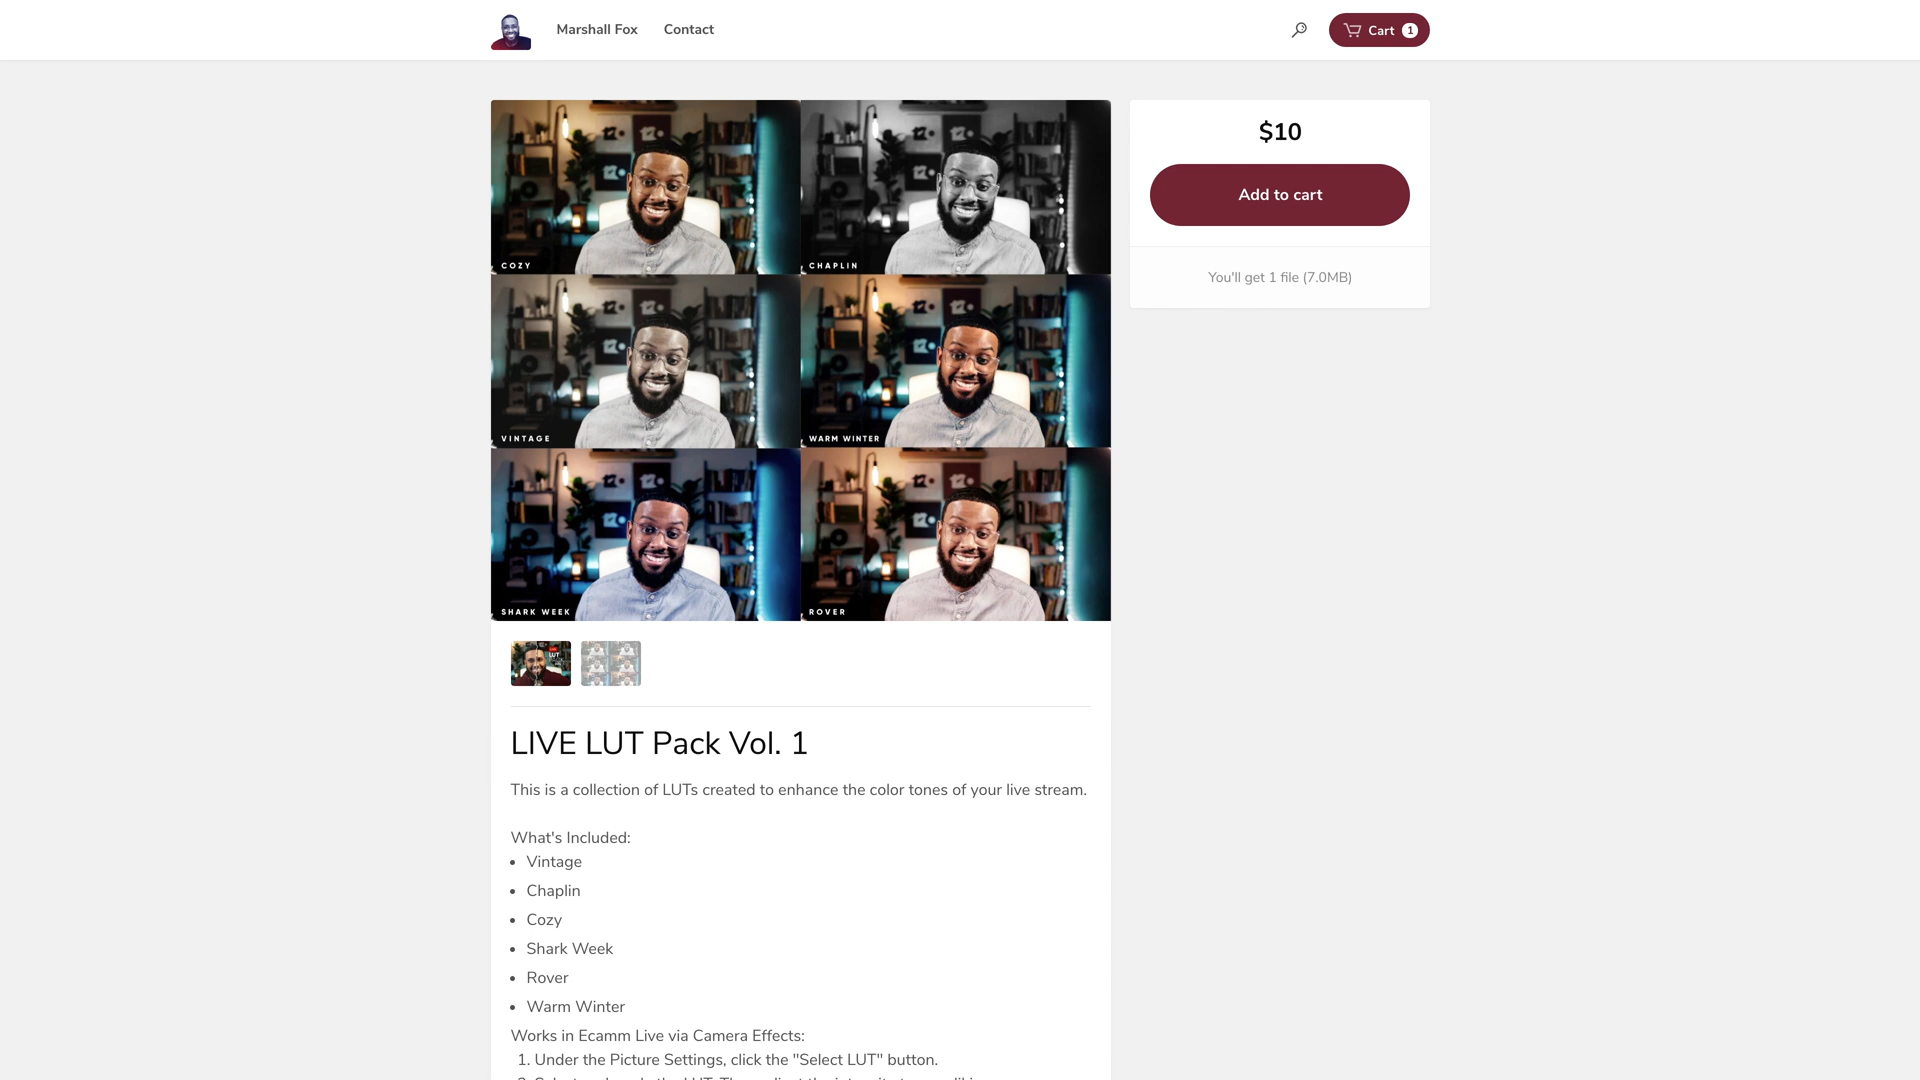 Marshall Fox
Contact
Cart 1
COZY
CHAPLIN
VINTAGE
WARM WINTER
SHARK WEEK
ROVER
$10
Add to cart
You'll get 1 file (7.0MB)
LUT
LIVE LUT Pack Vol. 1
This is a collection of LUTs created to enhance the color tones of your live stream.
What's Included:
• Vintage
• Chaplin
• Cozy
• Shark Week
• Rover
• Warm Winter
Works in Ecamm Live via Camera Effects:
1. Under the Picture Settings, click the "Select LUT" button.